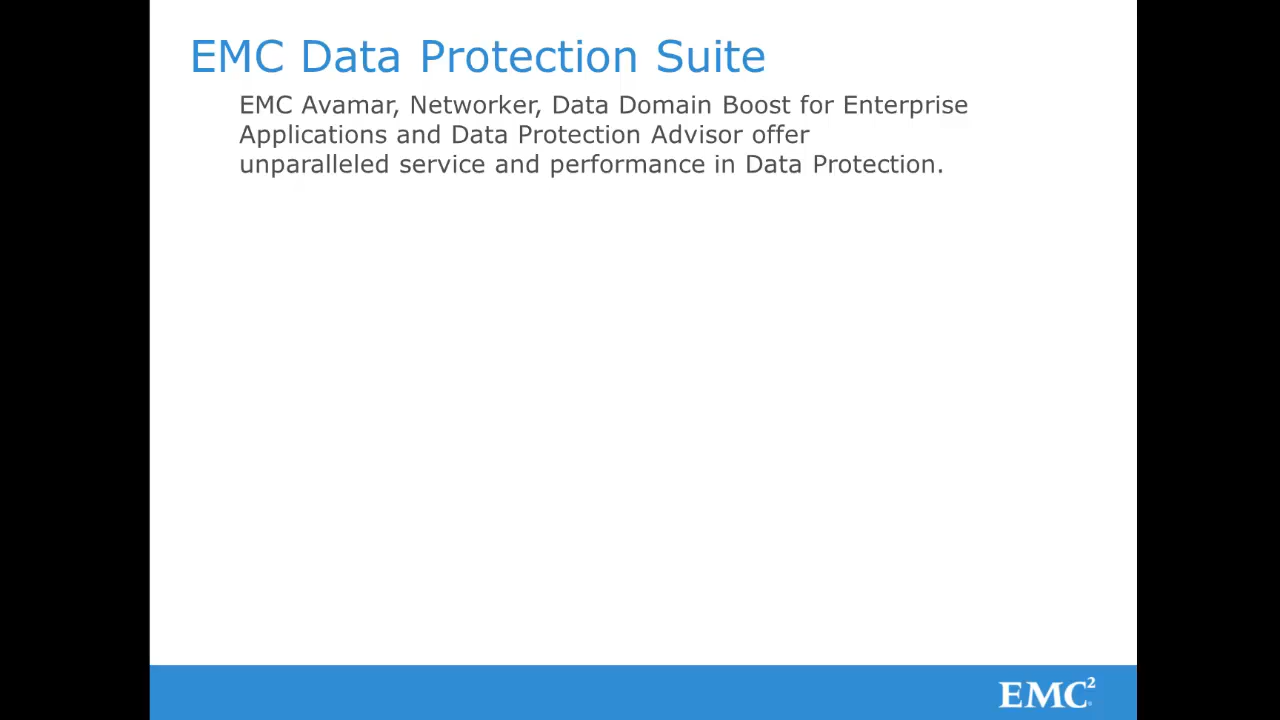 EMC Data Protection Suite
EMC Avamar, Networker, Data Domain Boost for Enterprise
Applications and Data Protection Advisor offer
unparalleled service and performance in Data Protection.
EMC²